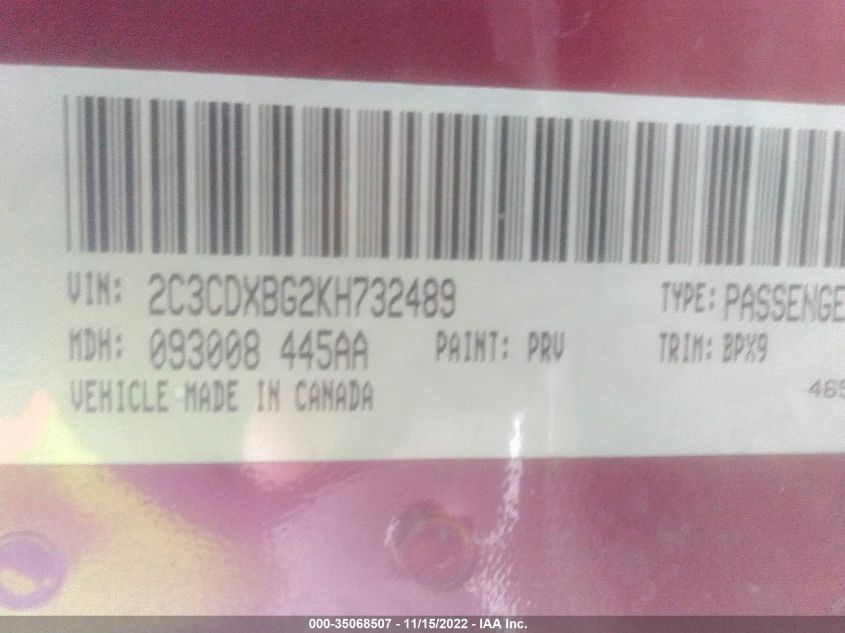 VIN: 2C3CDXBG2KH732489 TYPE: PASSENGE
MDH: 093008 445AA PAINT: PRV TRIM: BPX9
VEHICLE MADE IN CANADA 465
000-35068507 - 11/15/2022 - IAA Inc.